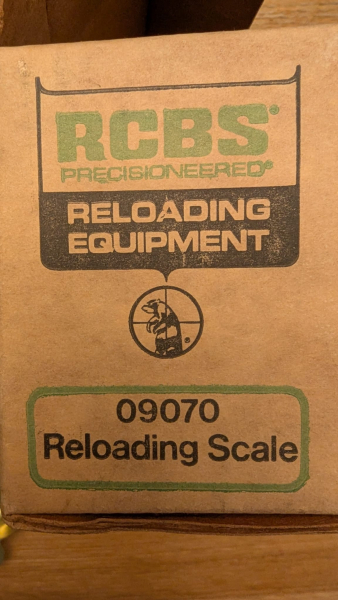 RCBS®
PRECISIONEERED®
RELOADING
EQUIPMENT
®
09070
Reloading Scale